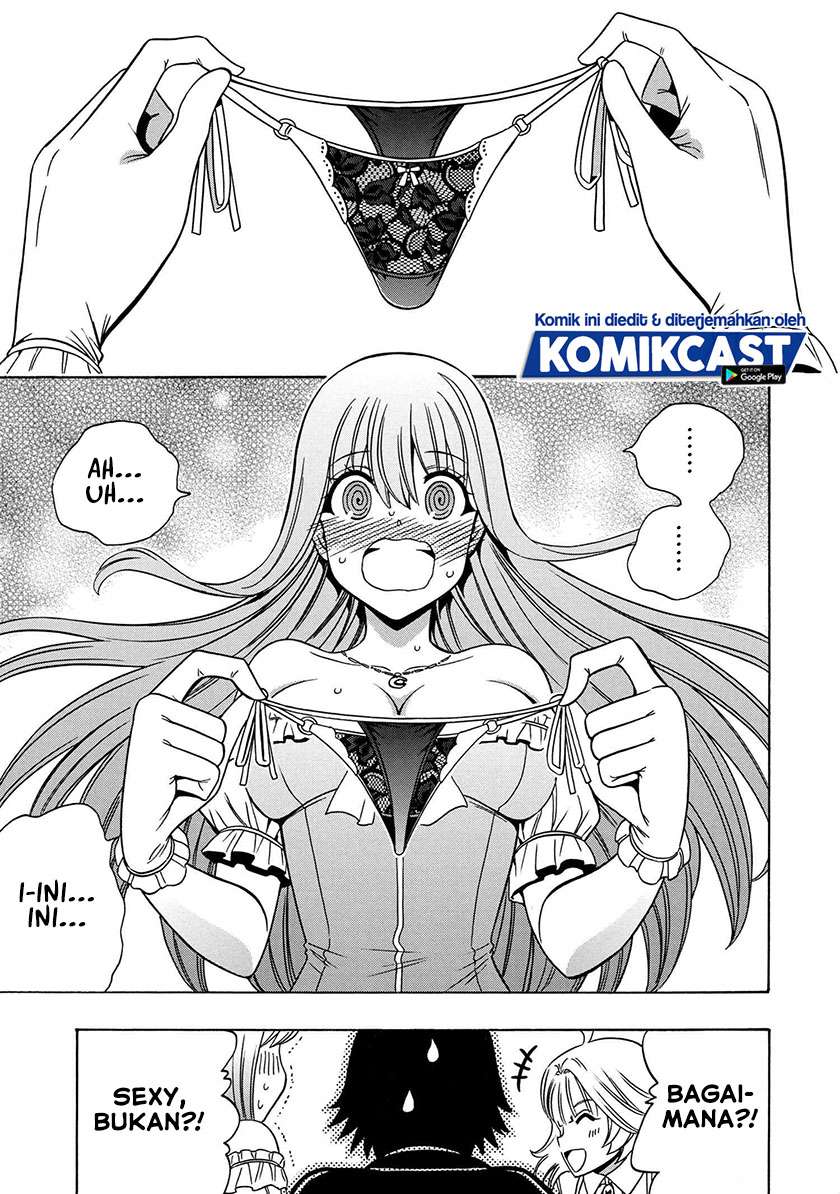 Komik ini diedit & diterjemahkan oleh
KOMIKCAST
GET IT ON
Google Play
......
......
AH...
UH...
I-INI...
INI...
BAGAI-
MANA?!
SEXY,
BUKAN?!